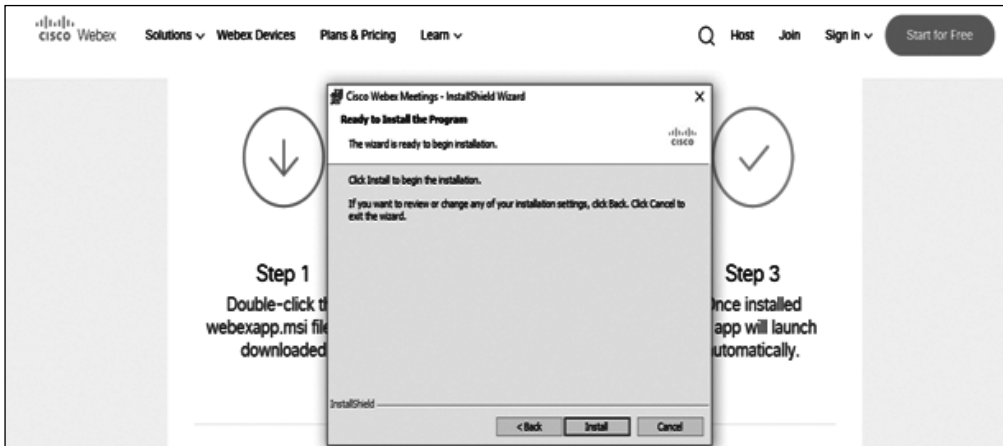 cisco Webex Solutions Webex Devices Plans & Pricing Learn Host Join Sign in Start for Free
Cisco Webex Meetings - InstallShield Wizard X
Ready to Install the Program
The wizard is ready to begin installation.
cisco
Click Install to begin the installation.
If you want to review or change any of your installation settings, click Back. Click Cancel to
exit the wizard.
InstallShield
< Back Install Cancel
Step 1
Double-click
webexapp.msi
downloaded
Step 3
installed
app will launch